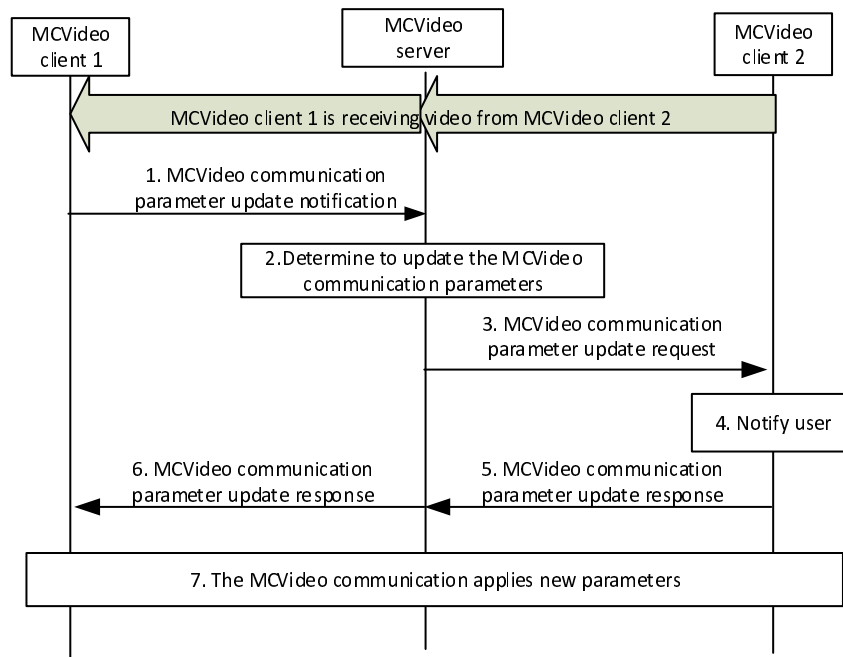 MCVideo
client 1
MCVideo
server
MCVideo
client 2
MCVideo client 1 is receiving video from MCVideo client 2
1. MCVideo communication
parameter update notification
2.Determine to update the MCVideo
communication parameters
3. MCVideo communication
parameter update request
4. Notify user
6. MCVideo communication
parameter update response
5. MCVideo communication
parameter update response
7. The MCVideo communication applies new parameters